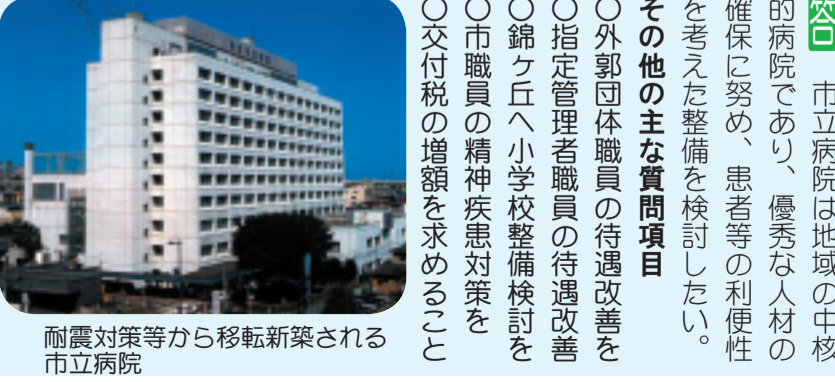 答 市立病院は地域の中核
的病院であり、優秀な人材の
確保に努め、患者等の利便性
を考えた整備を検討したい。
その他の主な質問項目
○外郭団体職員の待遇改善を
○指定管理者職員の待遇改善
○錦ケ丘へ小学校整備検討を
○市職員の精神疾患対策を
○交付税の増額を求めること
耐震対策等から移転新築される
市立病院